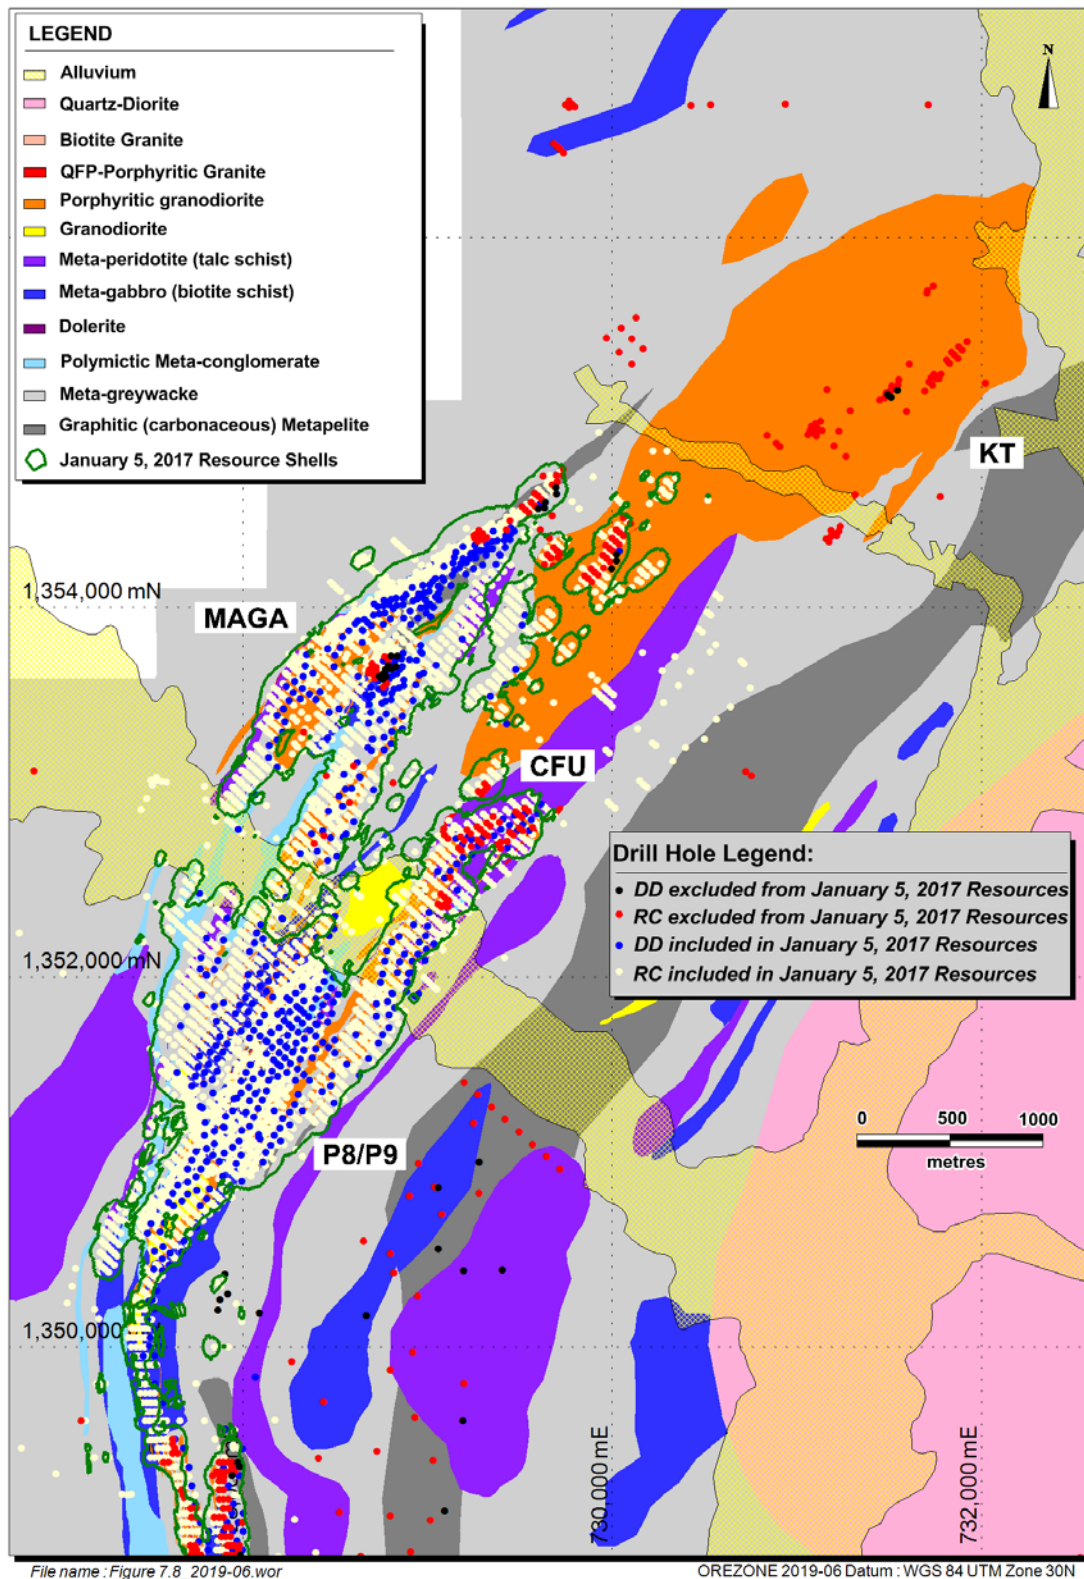 LEGEND
Alluvium
Quartz-Diorite
Biotite Granite
QFP-Porphyritic Granite
Porphyritic granodiorite
Granodiorite
Meta-peridotite (talc schist)
Meta-gabbro (biotite schist)
Dolerite
Polymictic Meta-conglomerate
Meta-greywacke
Graphitic (carbonaceous) Metapelite
January 5, 2017 Resource Shells
N
KT
1,354,000 mN
MAGA
CFU
Drill Hole Legend:
DD excluded from January 5, 2017 Resources
RC excluded from January 5, 2017 Resources
DD included in January 5, 2017 Resources
RC included in January 5, 2017 Resources
1,352,000 mN
0 500 1000
metres
P8/P9
1,350,000
730,000 mE
732,000 mE
File name : Figure 7.8_2019-06.wor
OREZONE 2019-06 Datum : WGS 84 UTM Zone 30N